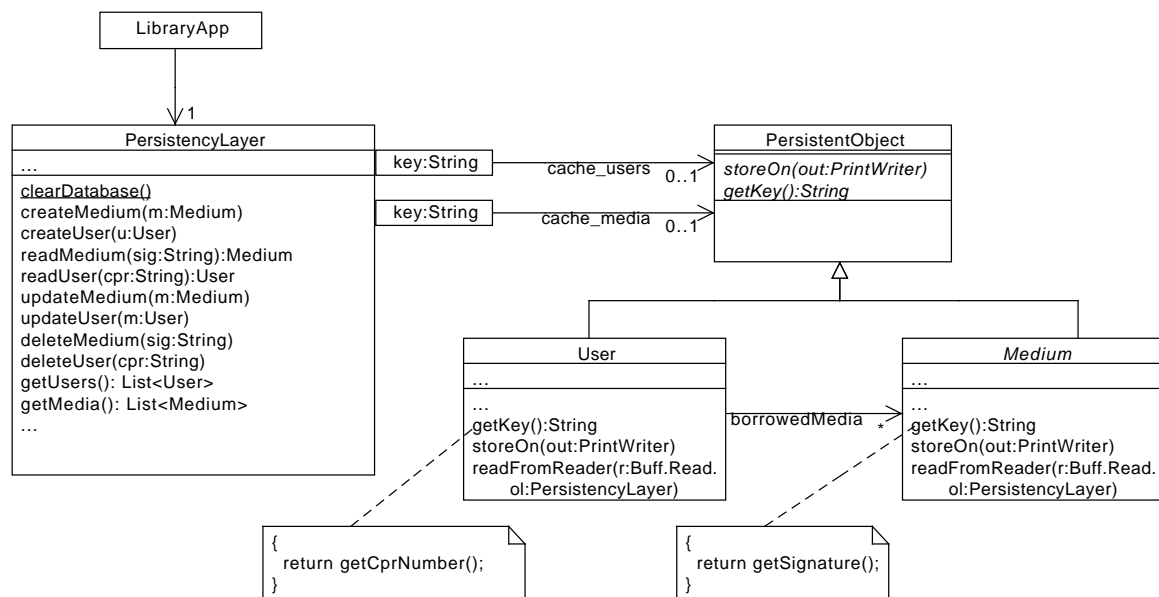 LibraryApp
1
PersistencyLayer
...
clearDatabase()
createMedium(m:Medium)
createUser(u:User)
readMedium(sig:String):Medium
readUser(cpr:String):User
updateMedium(m:Medium)
updateUser(m:User)
deleteMedium(sig:String)
deleteUser(cpr:String)
getUsers(): List<User>
getMedia(): List<Medium>
...
key:String
cache_users
0..1
key:String
cache_media
0..1
PersistentObject
storeOn(out:PrintWriter)
getKey():String
User
...
...
getKey():String
storeOn(out:PrintWriter)
readFromReader(r:Buff.Read.
ol:PersistencyLayer)
borrowedMedia
*
Medium
...
...
getKey():String
storeOn(out:PrintWriter)
readFromReader(r:Buff.Read.
ol:PersistencyLayer)
{
return getCprNumber();
}
{
return getSignature();
}